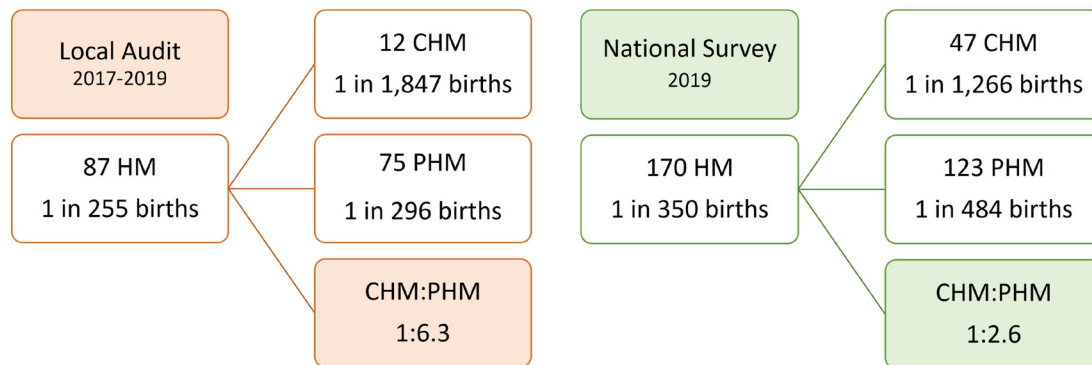 Local Audit
2017-2019
87 HM
1 in 255 births
12 CHM
1 in 1,847 births
75 PHM
1 in 296 births
CHM:PHM
1:6.3
National Survey
2019
170 HM
1 in 350 births
47 CHM
1 in 1,266 births
123 PHM
1 in 484 births
CHM:PHM
1:2.6